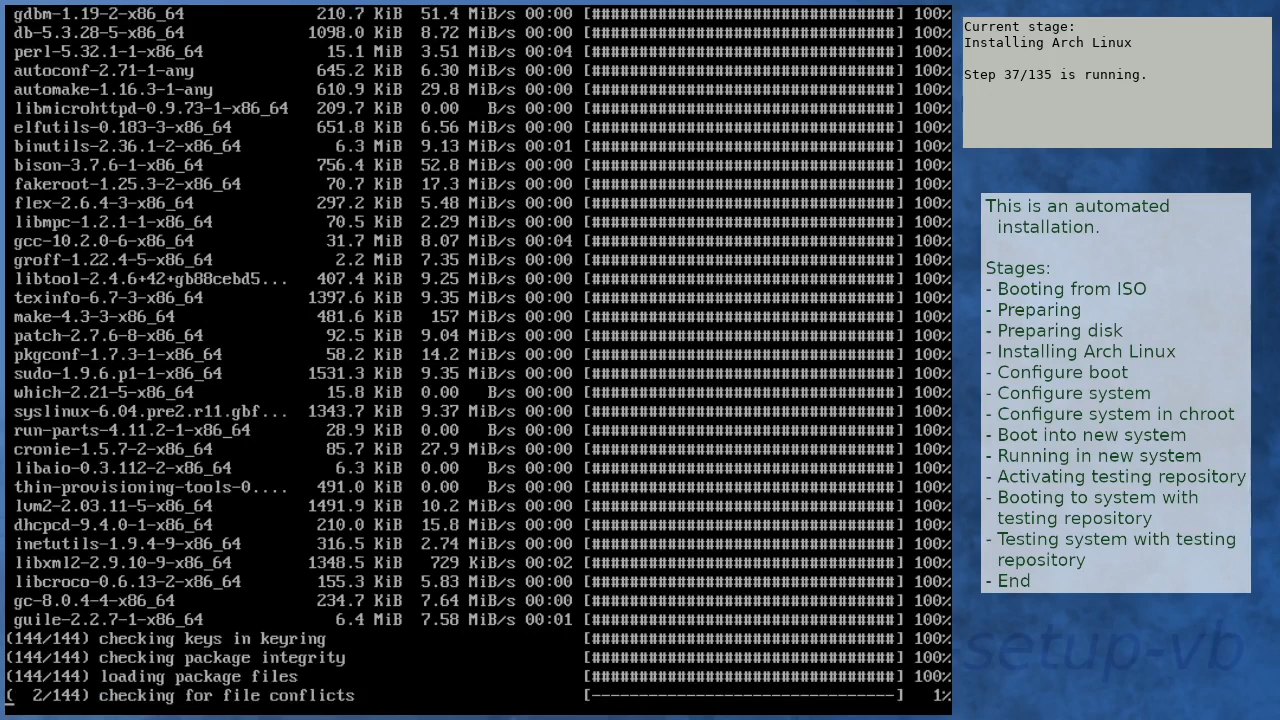 gdbm-1.19-2-x86_64 210.7 KiB 51.4 MiB/s 00:00 [################################] 100%
db-5.3.28-5-x86_64 1098.0 KiB 8.72 MiB/s 00:00 [################################] 100%
perl-5.32.1-1-x86_64 15.1 MiB 3.51 MiB/s 00:04 [################################] 100%
autoconf-2.71-1-any 645.2 KiB 6.30 MiB/s 00:00 [################################] 100%
automake-1.16.3-1-any 610.9 KiB 29.8 MiB/s 00:00 [################################] 100%
libmicrohttpd-0.9.73-1-x86_64 209.7 KiB 0.00 B/s 00:00 [################################] 100%
elfutils-0.183-3-x86_64 651.8 KiB 6.56 MiB/s 00:00 [################################] 100%
binutils-2.36.1-2-x86_64 6.3 MiB 9.13 MiB/s 00:01 [################################] 100%
bison-3.7.6-1-x86_64 756.4 KiB 52.8 MiB/s 00:00 [################################] 100%
fakeroot-1.25.3-2-x86_64 70.7 KiB 17.3 MiB/s 00:00 [################################] 100%
flex-2.6.4-3-x86_64 297.2 KiB 5.48 MiB/s 00:00 [################################] 100%
libmpc-1.2.1-1-x86_64 70.5 KiB 2.29 MiB/s 00:00 [################################] 100%
gcc-10.2.0-6-x86_64 31.7 MiB 8.07 MiB/s 00:04 [################################] 100%
groff-1.22.4-5-x86_64 2.2 MiB 7.35 MiB/s 00:00 [################################] 100%
libtool-2.4.6+42+gb88cebd5... 407.4 KiB 9.25 MiB/s 00:00 [################################] 100%
texinfo-6.7-3-x86_64 1397.6 KiB 9.35 MiB/s 00:00 [################################] 100%
make-4.3-3-x86_64 481.6 KiB 157 MiB/s 00:00 [################################] 100%
patch-2.7.6-8-x86_64 92.5 KiB 9.04 MiB/s 00:00 [################################] 100%
pkgconf-1.7.3-1-x86_64 58.2 KiB 14.2 MiB/s 00:00 [################################] 100%
sudo-1.9.6.p1-1-x86_64 1531.3 KiB 9.35 MiB/s 00:00 [################################] 100%
which-2.21-5-x86_64 15.8 KiB 0.00 B/s 00:00 [################################] 100%
syslinux-6.04.pre2.r11.gbf... 1343.7 KiB 9.37 MiB/s 00:00 [################################] 100%
run-parts-4.11.2-1-x86_64 28.9 KiB 0.00 B/s 00:00 [################################] 100%
cronie-1.5.7-2-x86_64 85.7 KiB 27.9 MiB/s 00:00 [################################] 100%
libaio-0.3.112-2-x86_64 6.3 KiB 0.00 B/s 00:00 [################################] 100%
thin-provisioning-tools-0.... 491.0 KiB 0.00 B/s 00:00 [################################] 100%
lvm2-2.03.11-5-x86_64 1491.9 KiB 10.2 MiB/s 00:00 [################################] 100%
dhcpcd-9.4.0-1-x86_64 210.0 KiB 15.8 MiB/s 00:00 [################################] 100%
inetutils-1.9.4-9-x86_64 316.5 KiB 2.74 MiB/s 00:00 [################################] 100%
libxml2-2.9.10-9-x86_64 1348.5 KiB 729 KiB/s 00:02 [################################] 100%
libcroco-0.6.13-2-x86_64 155.3 KiB 5.83 MiB/s 00:00 [################################] 100%
gc-8.0.4-4-x86_64 234.7 KiB 7.64 MiB/s 00:00 [################################] 100%
guile-2.2.7-1-x86_64 6.4 MiB 7.58 MiB/s 00:01 [################################] 100%
(144/144) checking keys in keyring [################################] 100%
(144/144) checking package integrity [################################] 100%
(144/144) loading package files [################################] 100%
( 2/144) checking for file conflicts [--------------------------------] 1%
Current stage:
Installing Arch Linux
Step 37/135 is running.
This is an automated
installation.
Stages:
- Booting from ISO
- Preparing
- Preparing disk
- Installing Arch Linux
- Configure boot
- Configure system
- Configure system in chroot
- Boot into new system
- Running in new system
- Activating testing repository
- Booting to system with
testing repository
- Testing system with testing
repository
- End
setup-vb